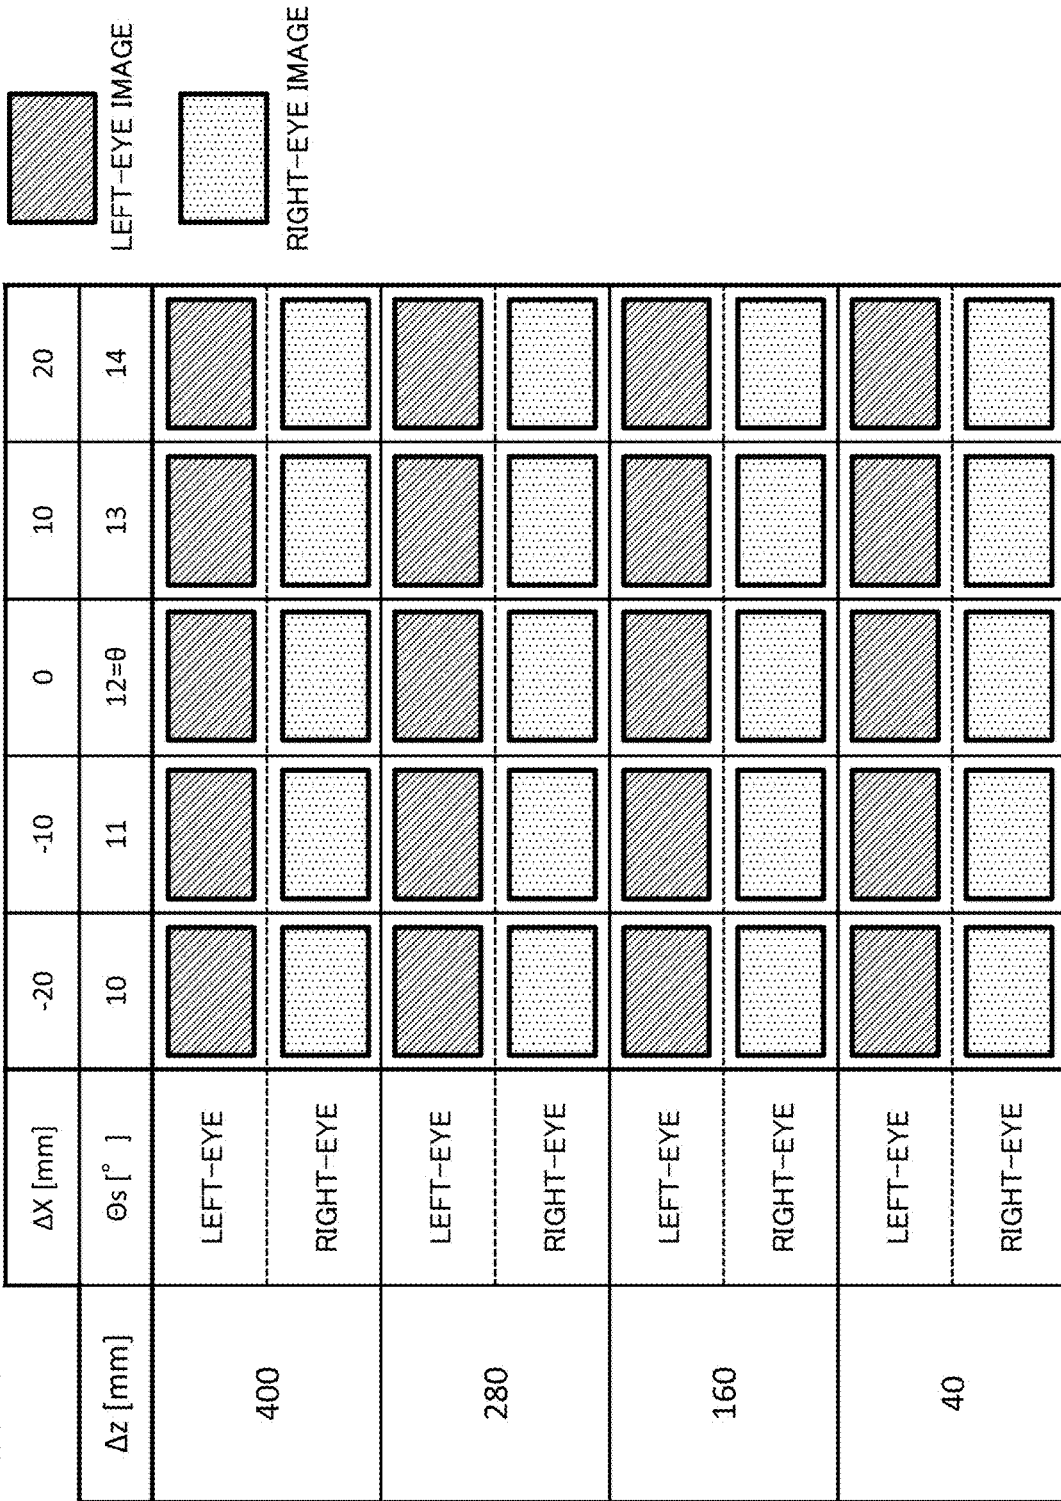 ΔX [mm] -20 -10 0 10 20
Δz [mm] Θs [° ] 10 11 12=θ 13 14
400 LEFT-EYE
RIGHT-EYE
280 LEFT-EYE
RIGHT-EYE
160 LEFT-EYE
RIGHT-EYE
40 LEFT-EYE
RIGHT-EYE
LEFT-EYE IMAGE
RIGHT-EYE IMAGE